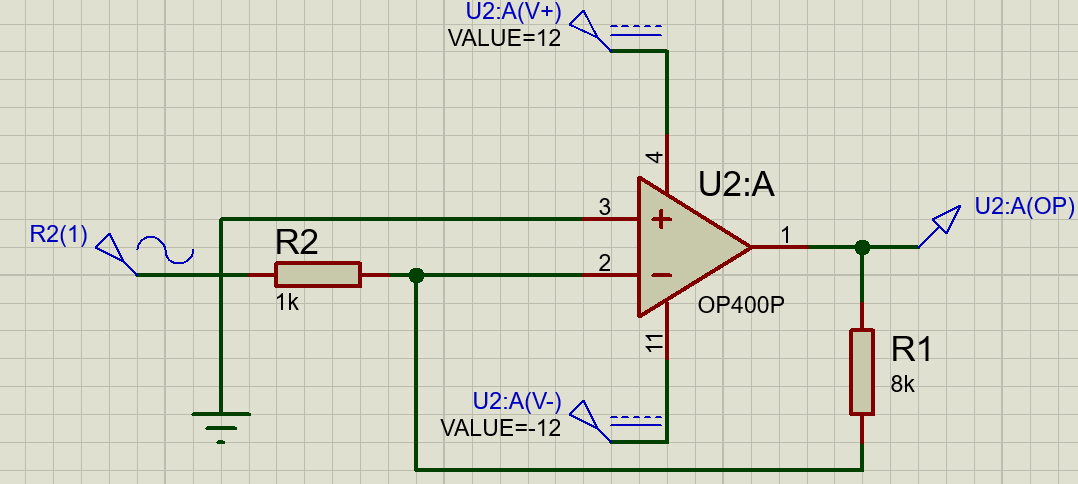 U2:A(V+)
VALUE=12
4
U2:A
3
U2:A(OP)
R2(1)
R2
1
2
1k
OP400P
11
R1
8k
U2:A(V-)
VALUE=-12
+
−